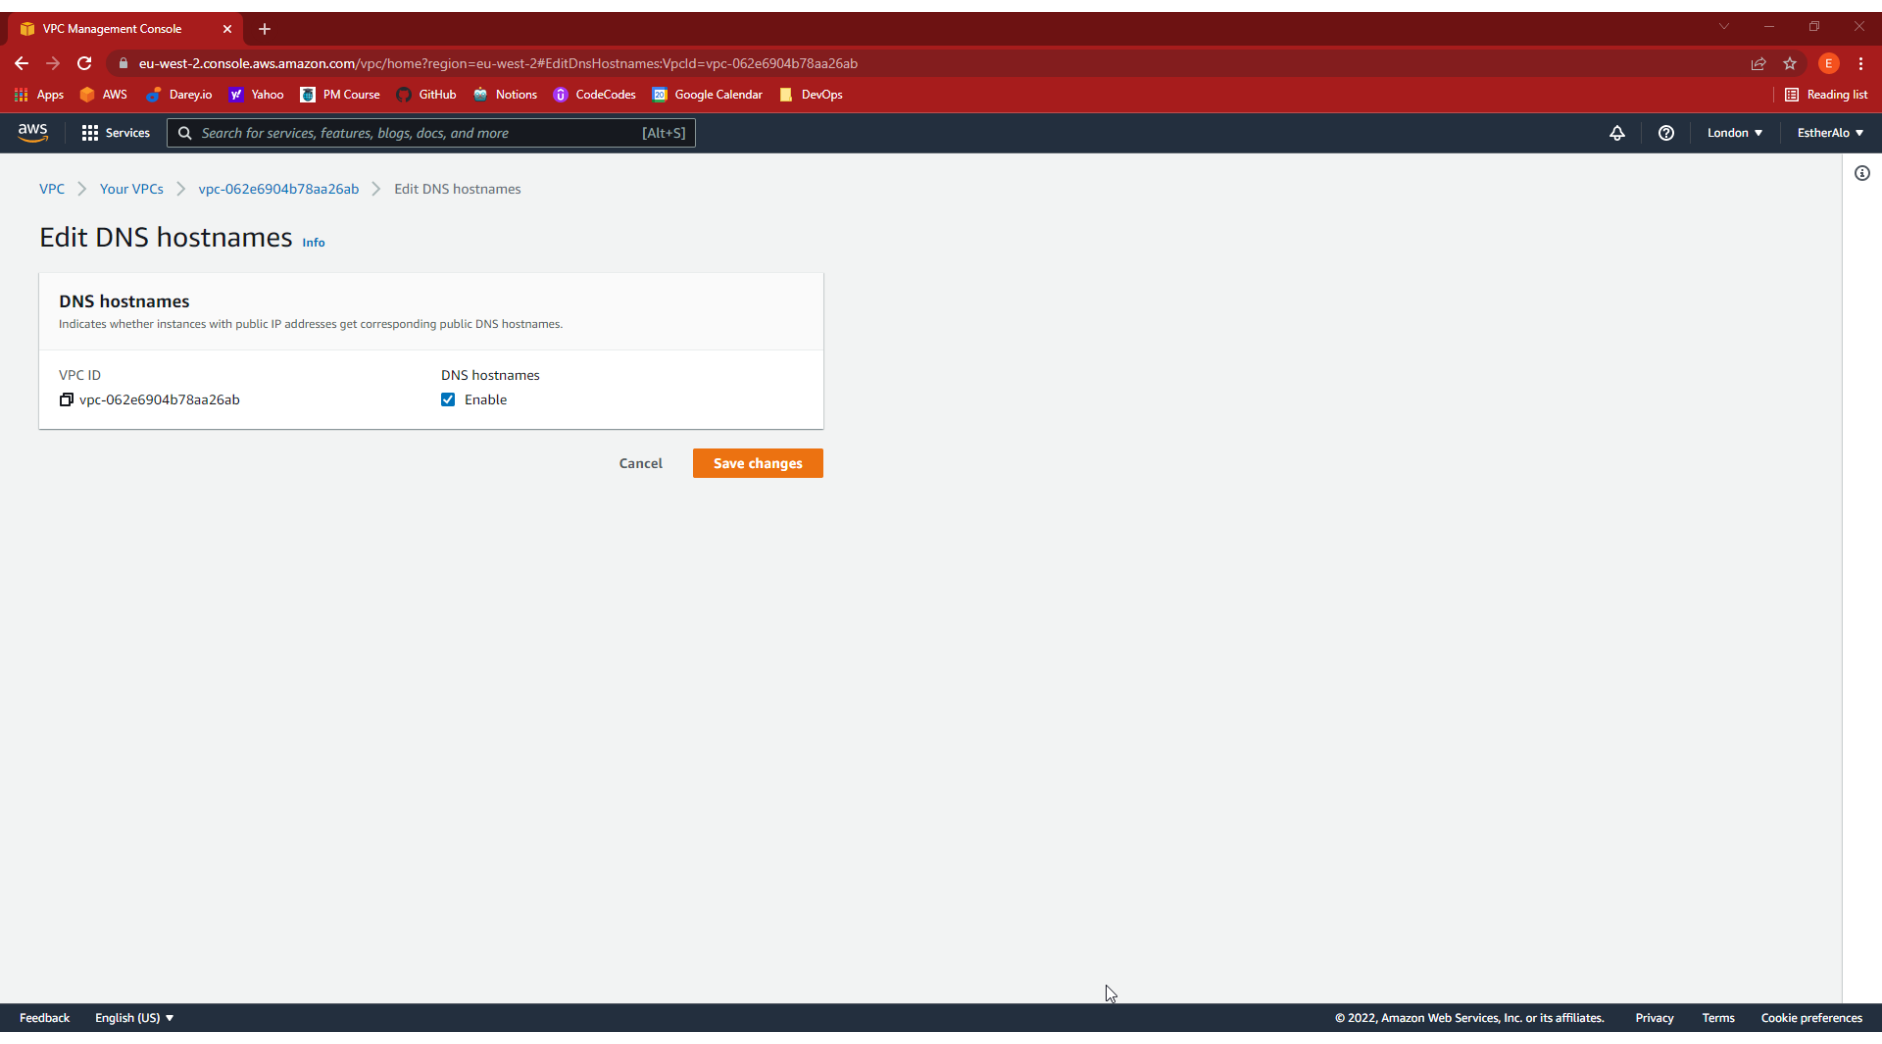 VPC Management Console
eu-west-2.console.aws.amazon.com/vpc/home?region=eu-west-2#EditDnsHostnames:VpcId=vpc-062e6904b78aa26ab
E
Apps AWS Darey.io Yahoo PM Course GitHub Notions CodeCodes 20 Google Calendar DevOps Reading list
aws Services Search for services, features, blogs, docs, and more [Alt+S] London EstherAlo
VPC > Your VPCs > vpc-062e6904b78aa26ab > Edit DNS hostnames
Edit DNS hostnames Info
DNS hostnames
Indicates whether instances with public IP addresses get corresponding public DNS hostnames.
VPC ID DNS hostnames
vpc-062e6904b78aa26ab Enable
Cancel Save changes
Feedback English (US) © 2022, Amazon Web Services, Inc. or its affiliates. Privacy Terms Cookie preferences